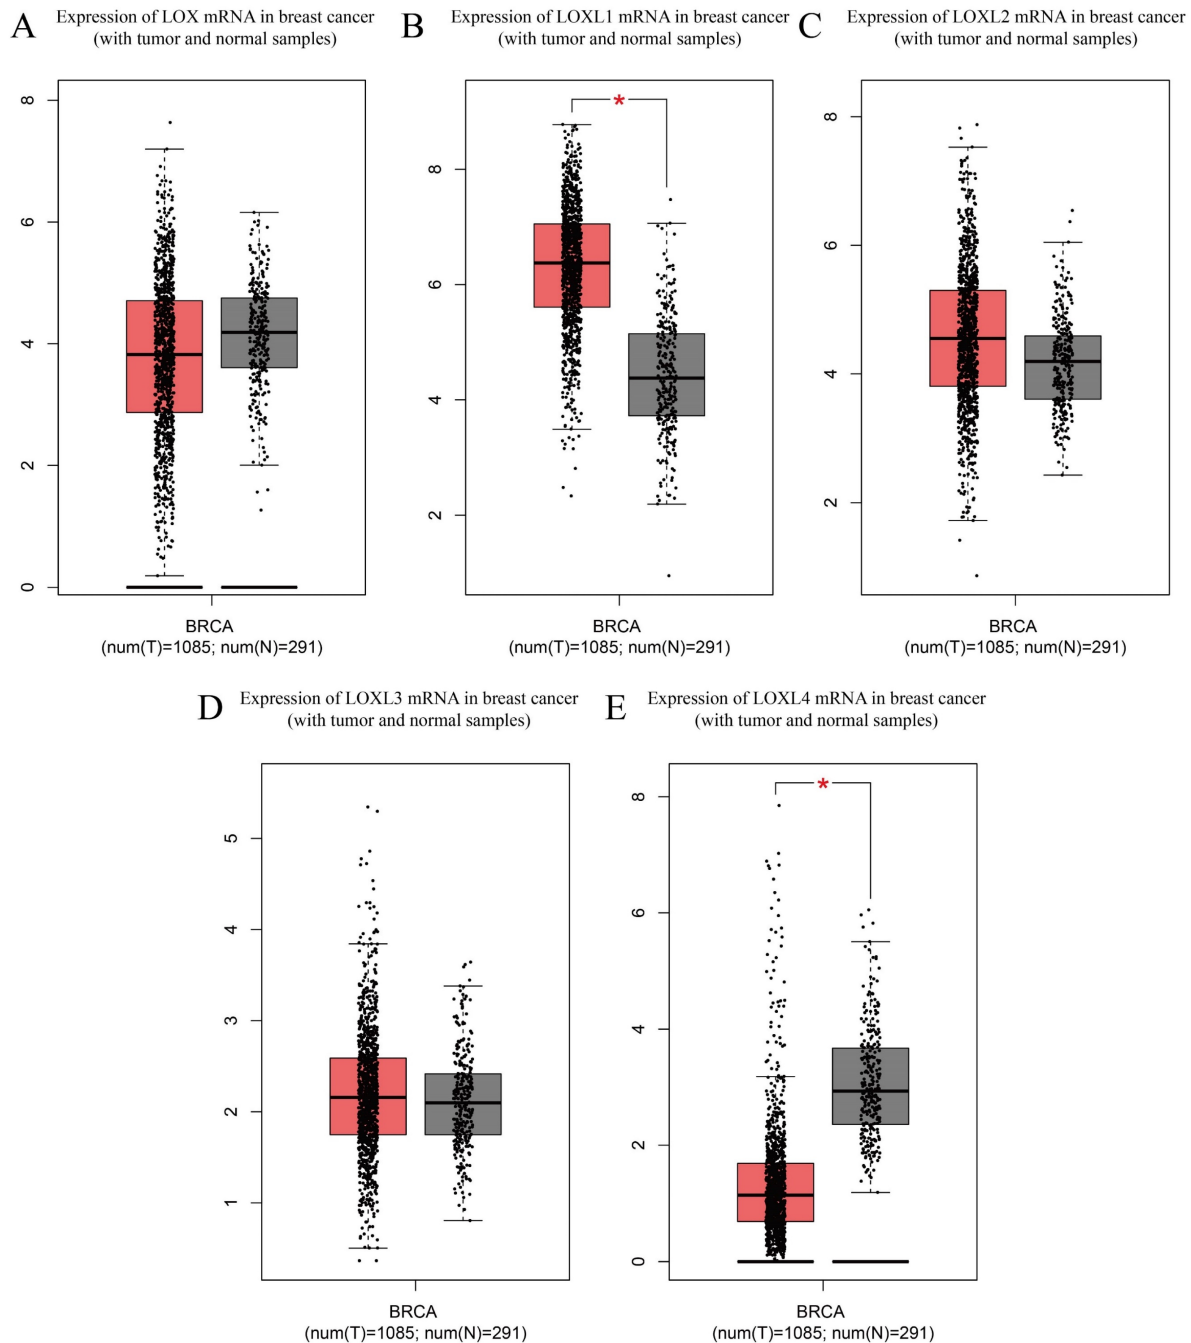 A
Expression of LOX mRNA in breast cancer
(with tumor and normal samples)
8
6
4
2
0
BRCA
(num(T)=1085; num(N)=291)
B
Expression of LOXL1 mRNA in breast cancer
(with tumor and normal samples)
*
8
6
4
2
BRCA
(num(T)=1085; num(N)=291)
C
Expression of LOXL2 mRNA in breast cancer
(with tumor and normal samples)
8
6
4
2
BRCA
(num(T)=1085; num(N)=291)
D
Expression of LOXL3 mRNA in breast cancer
(with tumor and normal samples)
5
4
3
2
1
BRCA
(num(T)=1085; num(N)=291)
E
Expression of LOXL4 mRNA in breast cancer
(with tumor and normal samples)
*
8
6
4
2
0
BRCA
(num(T)=1085; num(N)=291)